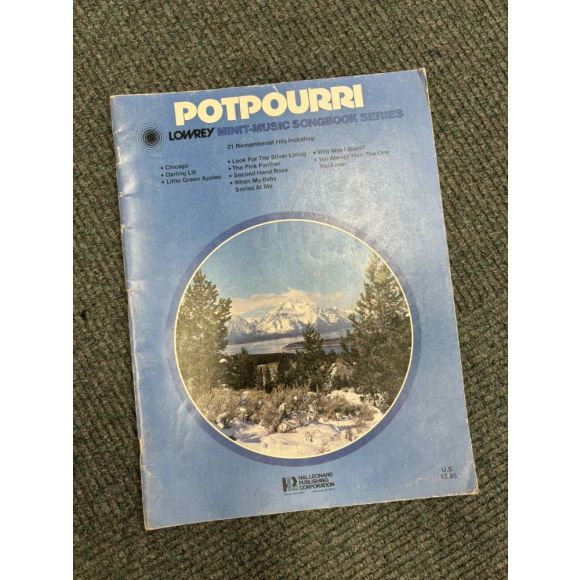 POTPOURRI
LOWREY MINIT-MUSIC SONGBOOK SERIES
21 Remembered Hits Including:
• Chicago
• Darling Lili
• Little Green Apples
• Look For The Silver Lining
• The Pink Panther
• Second Hand Rose
• When My Baby
Smiles At Me
• Why Was I Born?
• You Always Hurt The One
You Love
HAL LEONARD
PUBLISHING
CORPORATION
U.S.
$3.95